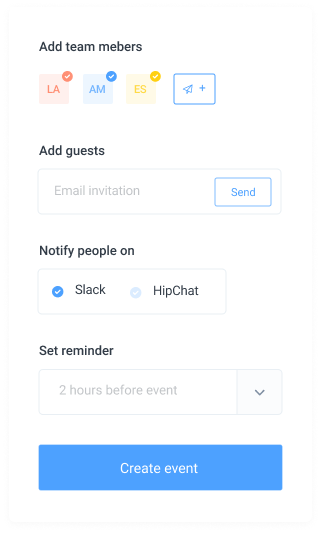 Add team mebers
LA AM ES +
Add guests
Email invitation Send
Notify people on
Slack HipChat
Set reminder
2 hours before event
Create event